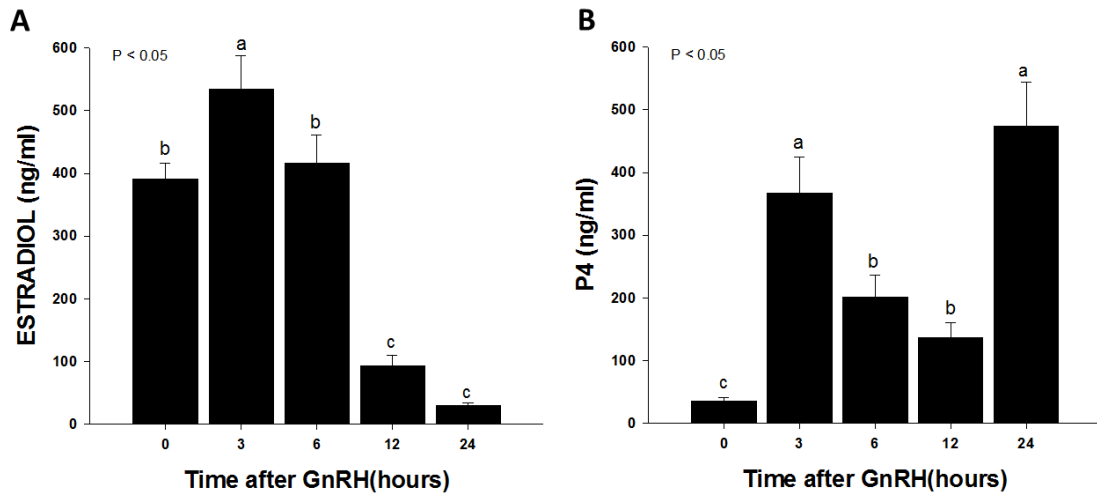 A
P < 0.05
ESTRADIOL (ng/ml)
600
500
400
300
200
100
0
b
a
b
c
c
0 3 6 12 24
Time after GnRH(hours)
B
P < 0.05
P4 (ng/ml)
600
500
400
300
200
100
0
c
a
b
b
a
0 3 6 12 24
Time after GnRH(hours)